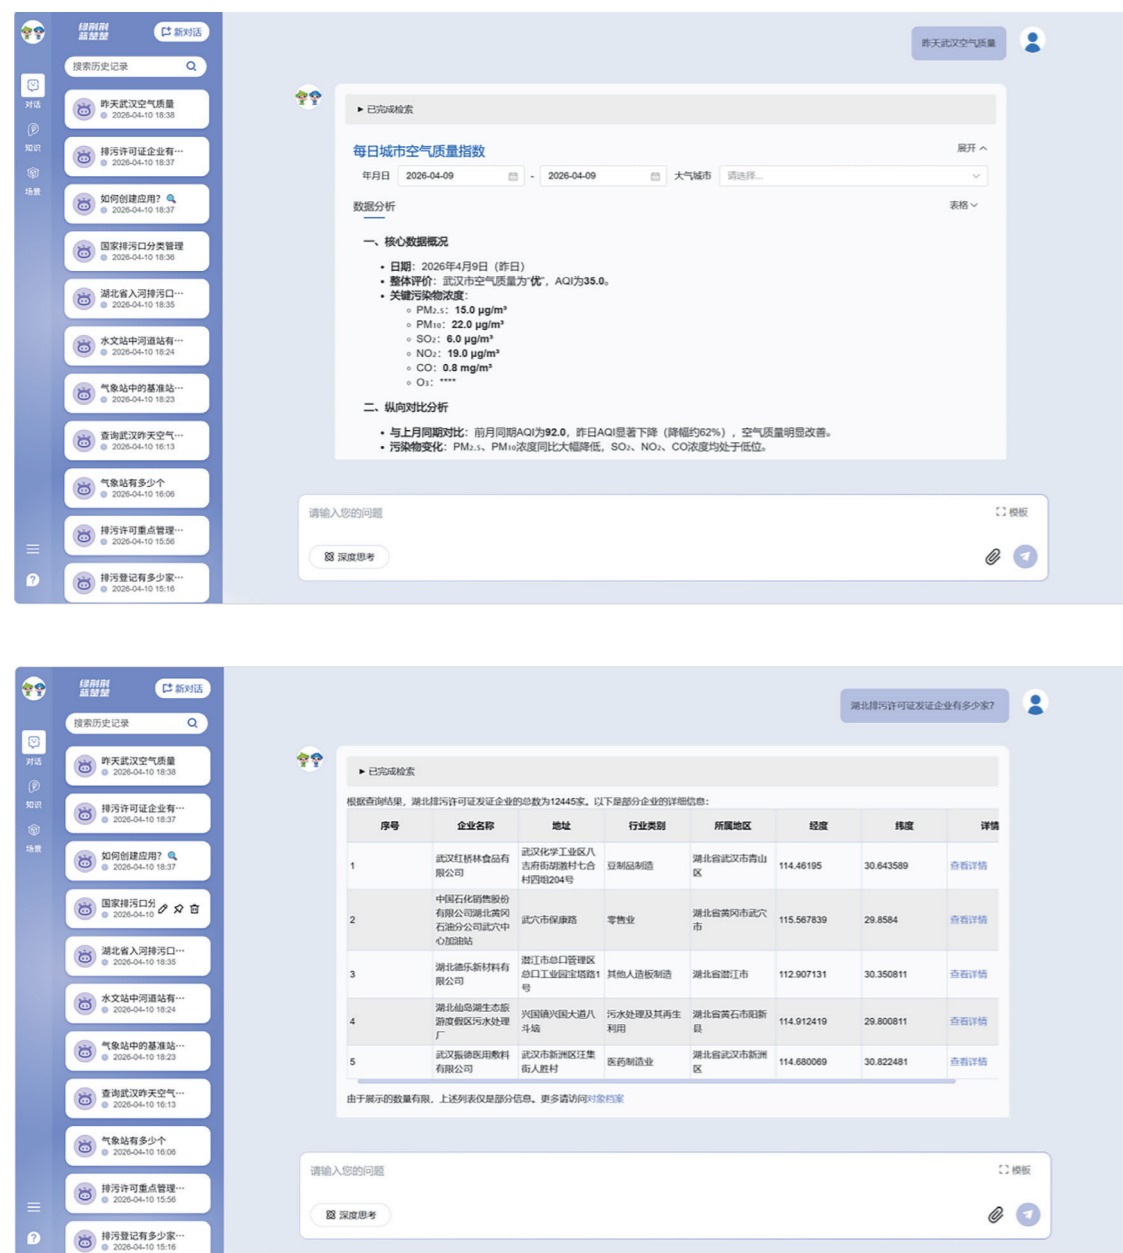 绿荆荆
蓝楚楚
新对话
搜索历史记录
对话
知识
场景
昨天武汉空气质量
2026-04-10 18:38
排污许可证企业有···
2026-04-10 18:37
如何创建应用?
2026-04-10 18:37
国家排污口分类管理
2026-04-10 18:36
湖北省入河排污口···
2026-04-10 18:35
水文站中河道站有···
2026-04-10 18:24
气象站中的基准站···
2026-04-10 18:23
查询武汉昨天空气···
2026-04-10 16:13
气象站有多少个
2026-04-10 16:06
排污许可重点管理···
2026-04-10 15:56
排污登记有多少家···
2026-04-10 15:16
昨天武汉空气质量
▶ 已完成检索
每日城市空气质量指数 展开
年月日 2026-04-09 - 2026-04-09 大气城市 请选择...
数据分析 表格
一、核心数据概况
• 日期：2026年4月9日（昨日）
• 整体评价：武汉市空气质量为“优”，AQI为35.0。
• 关键污染物浓度：
◦ PM₂.₅：15.0 μg/m³
◦ PM₁₀：22.0 μg/m³
◦ SO₂：6.0 μg/m³
◦ NO₂：19.0 μg/m³
◦ CO：0.8 mg/m³
◦ O₃：****
二、纵向对比分析
• 与上月同期对比：前月同期AQI为92.0，昨日AQI显著下降（降幅约62%），空气质量明显改善。
• 污染物变化：PM₂.₅、PM₁₀浓度同比大幅降低，SO₂、NO₂、CO浓度均处于低位。
请输入您的问题 模板
深度思考
绿荆荆
蓝楚楚
新对话
搜索历史记录
对话
知识
场景
昨天武汉空气质量
2026-04-10 18:38
排污许可证企业有···
2026-04-10 18:37
如何创建应用?
2026-04-10 18:37
国家排污口分
2026-04-10
湖北省入河排污口···
2026-04-10 18:35
水文站中河道站有···
2026-04-10 18:24
气象站中的基准站···
2026-04-10 18:23
查询武汉昨天空气···
2026-04-10 16:13
气象站有多少个
2026-04-10 16:06
排污许可重点管理···
2026-04-10 15:56
排污登记有多少家···
2026-04-10 15:16
湖北排污许可证发证企业有多少家?
▶ 已完成检索
根据查询结果，湖北排污许可证发证企业的总数为12445家。以下是部分企业的详细信息：
序号 企业名称 地址 行业类别 所属地区 经度 纬度 详情
1 武汉红桥林食品有限公司 武汉化学工业区八吉府街胡墩村七合村四组204号 豆制品制造 湖北省武汉市青山区 114.46195 30.643589 查看详情
2 中国石化销售股份有限公司湖北黄冈石油分公司武穴中心加油站 武穴市保康路 零售业 湖北省黄冈市武穴市 115.567839 29.8584 查看详情
3 湖北德乐新材料有限公司 潜江市总口管理区总口工业园宝塔路1号 其他人造板制造 湖北省潜江市 112.907131 30.350811 查看详情
4 湖北仙岛湖生态旅游度假区污水处理厂 兴国镇兴国大道八斗垴 污水处理及其再生利用 湖北省黄石市阳新县 114.912419 29.800811 查看详情
5 武汉振德医用敷料有限公司 武汉市新洲区汪集街人胜村 医药制造业 湖北省武汉市新洲区 114.680069 30.822481 查看详情
由于展示的数量有限，上述列表仅是部分信息。更多请访问对象档案
请输入您的问题 模板
深度思考